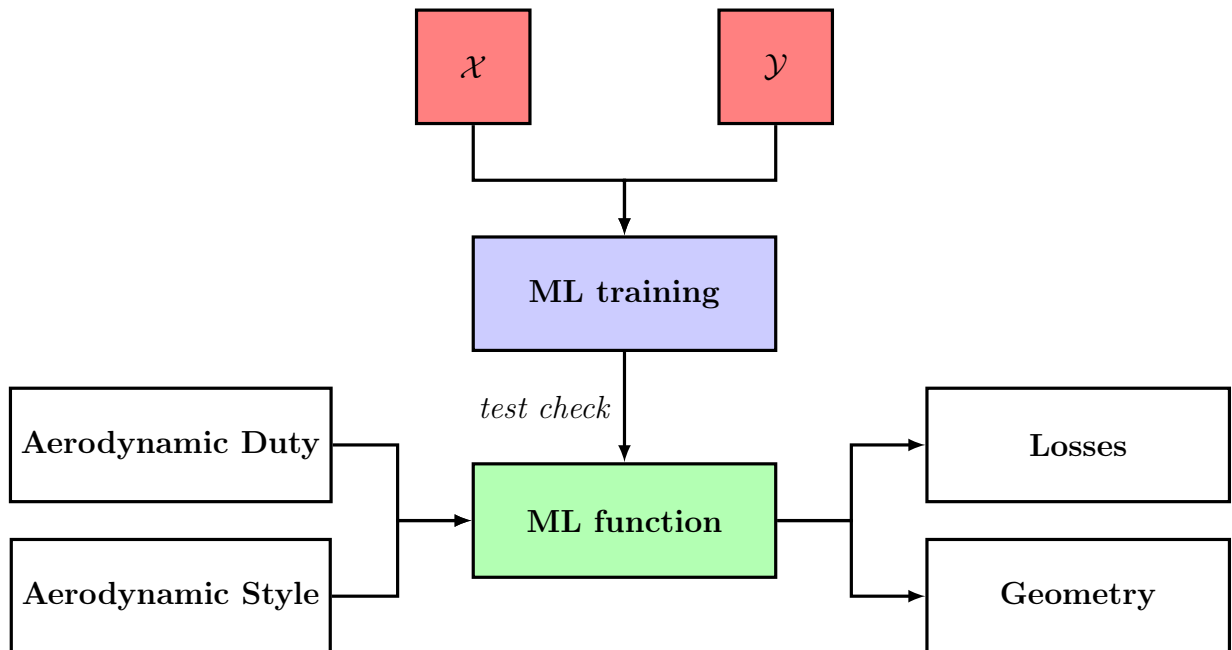 𝒳
𝒴
ML training
test check
Aerodynamic Duty
Losses
ML function
Aerodynamic Style
Geometry